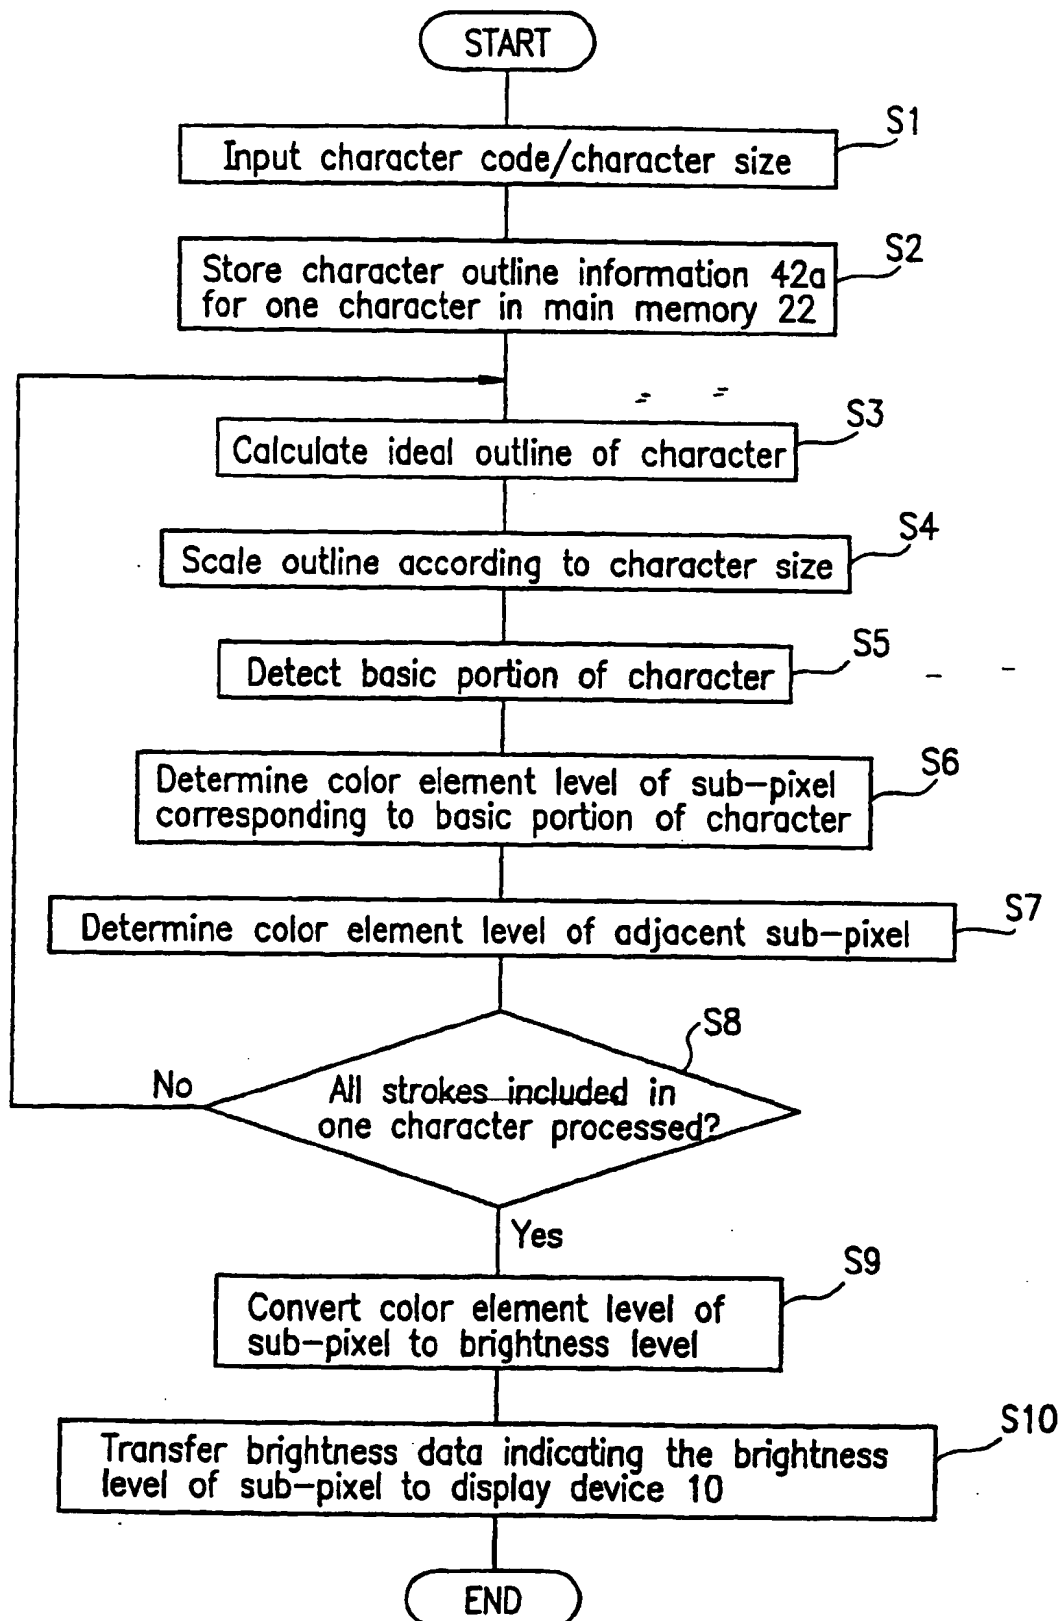 START
S1
Input character code/character size
S2
Store character outline information 42a
for one character in main memory 22
S3
Calculate ideal outline of character
S4
Scale outline according to character size
S5
Detect basic portion of character
S6
Determine color element level of sub-pixel
corresponding to basic portion of character
S7
Determine color element level of adjacent sub-pixel
S8
No
All strokes included in
one character processed?
Yes
S9
Convert color element level of
sub-pixel to brightness level
S10
Transfer brightness data indicating the brightness
level of sub-pixel to display device 10
END